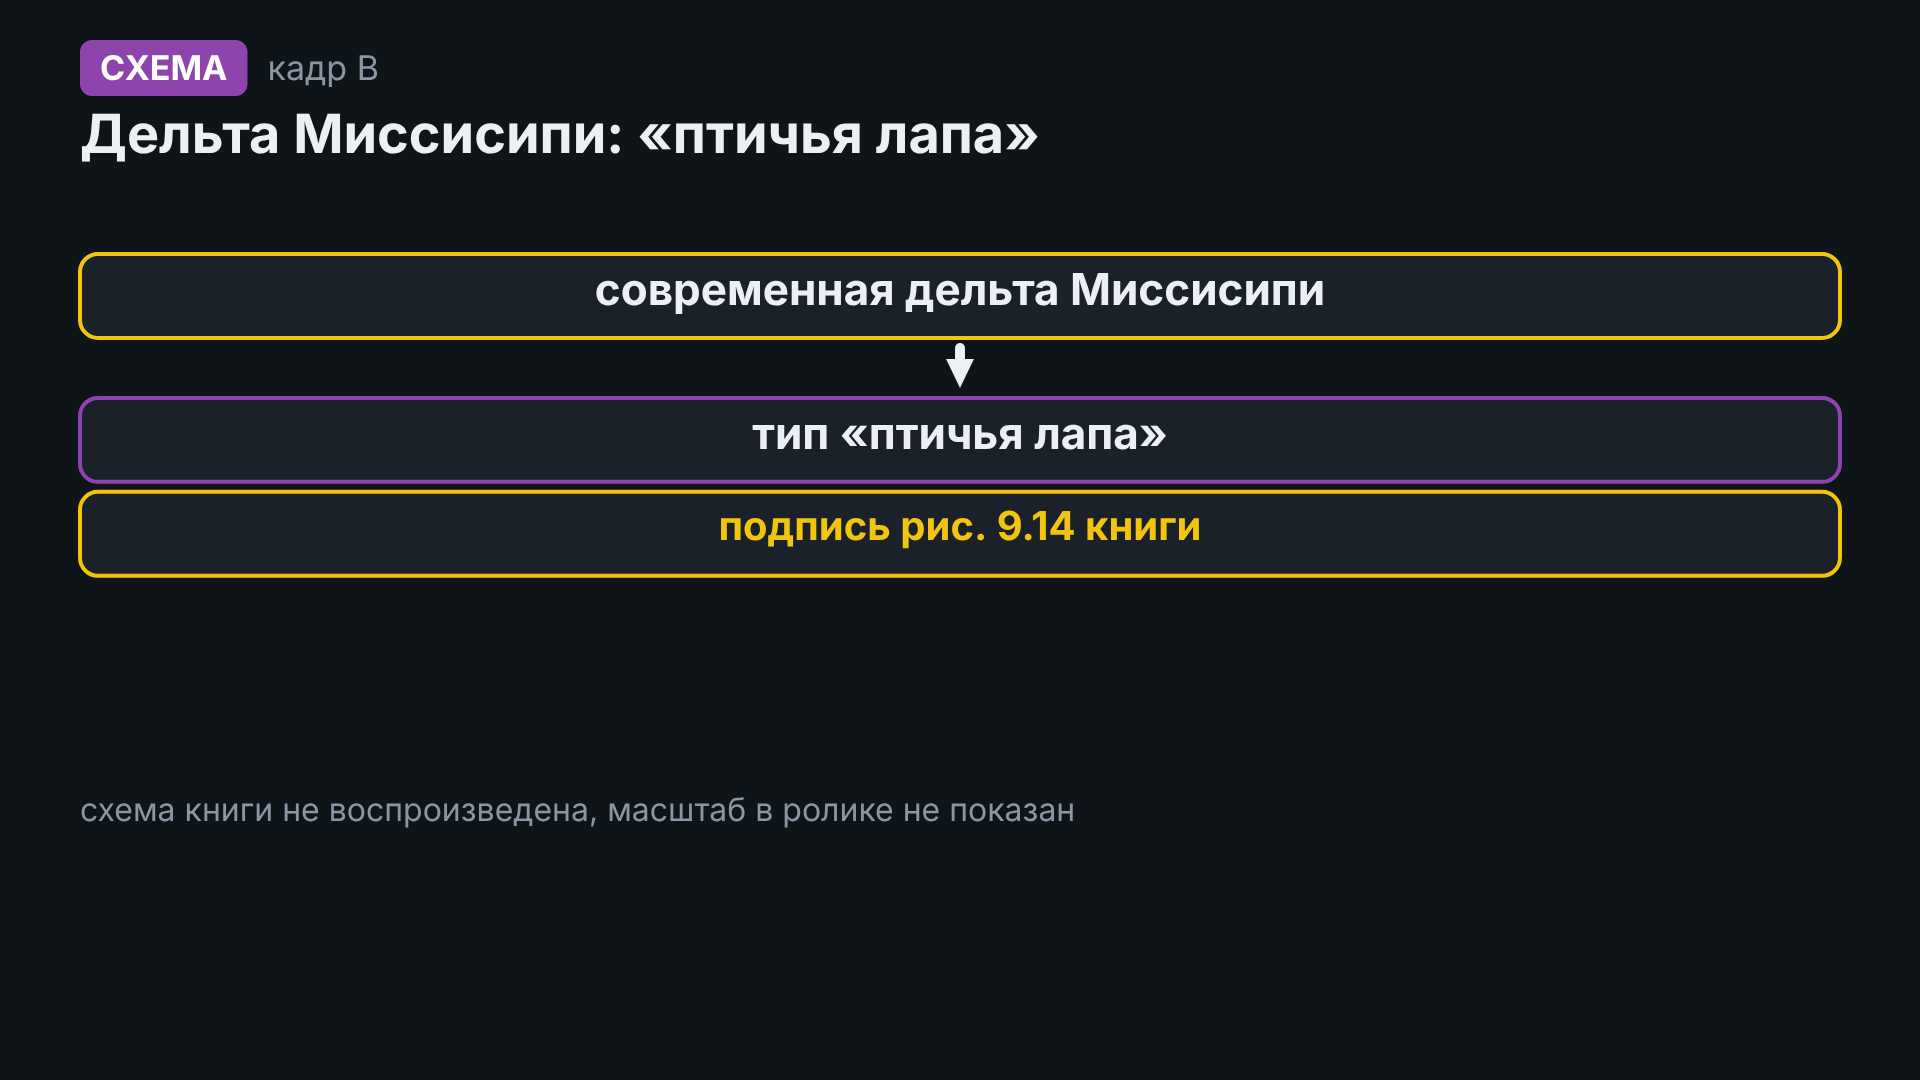 СХЕМА кадр В
Дельта Миссисипи: «птичья лапа»
современная дельта Миссисипи
тип «птичья лапа»
подпись рис. 9.14 книги
схема книги не воспроизведена, масштаб в ролике не показан